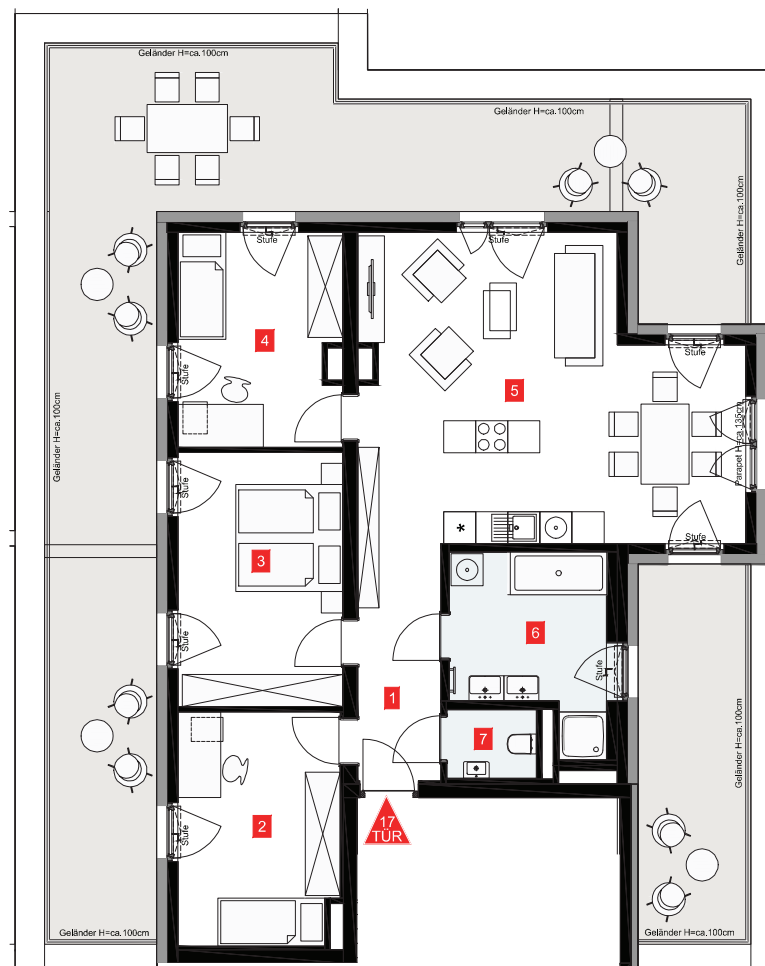 Geländer H=ca.100cm
Geländer H=ca.100cm
Geländer H=ca.100cm
Stufe
Stufe
4
Stufe
Stufe
5
Geländer H=ca.100cm
Parapet H=ca.135cm
Stufe
*
Stufe
3
6
Stufe
Stufe
1
7
Geländer H=ca.100cm
17
TÜR
2
Stufe
Geländer H=ca.100cm
Geländer H=ca.100cm